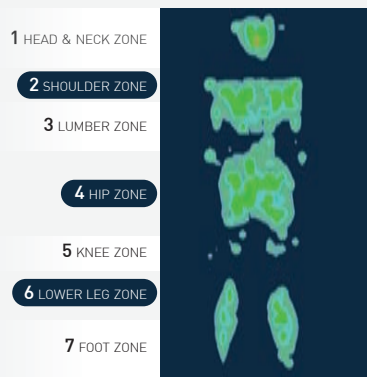 1 HEAD & NECK ZONE
2 SHOULDER ZONE
3 LUMBER ZONE
4 HIP ZONE
5 KNEE ZONE
6 LOWER LEG ZONE
7 FOOT ZONE